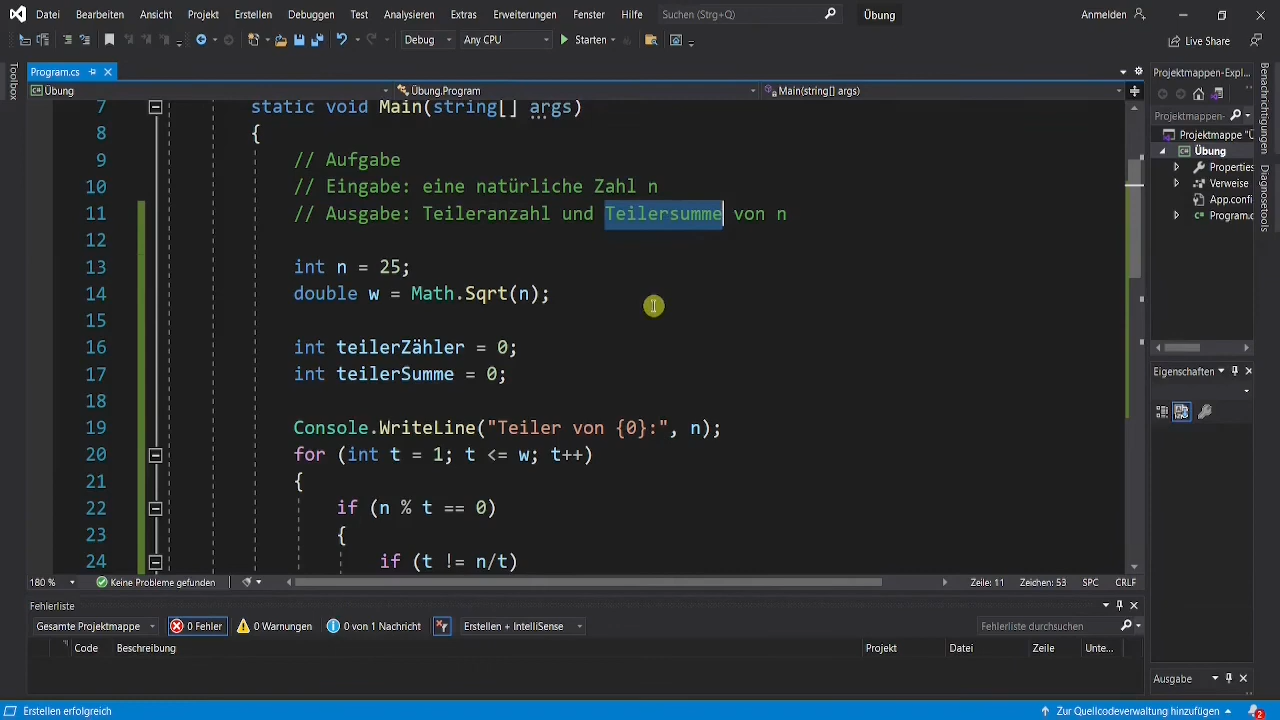 Datei Bearbeiten Ansicht Projekt Erstellen Debuggen Test Analysieren Extras Erweiterungen Fenster Hilfe Suchen (Strg+Q) Übung Anmelden
Debug Any CPU Starten Live Share
Toolbox
Program.cs
Übung Übung.Program Main(string[] args)
7 static void Main(string[] args)
8 {
9 // Aufgabe
10 // Eingabe: eine natürliche Zahl n
11 // Ausgabe: Teileranzahl und Teilersumme von n
12
13 int n = 25;
14 double w = Math.Sqrt(n);
15
16 int teilerZähler = 0;
17 int teilerSumme = 0;
18
19 Console.WriteLine("Teiler von {0}:", n);
20 for (int t = 1; t <= w; t++)
21 {
22 if (n % t == 0)
23 {
24 if (t != n/t)
180 % Keine Probleme gefunden Zeile: 11 Zeichen: 53 SPC CRLF
Fehlerliste
Gesamte Projektmappe 0 Fehler 0 Warnungen 0 von 1 Nachricht Erstellen + IntelliSense Fehlerliste durchsuchen
Code Beschreibung Projekt Datei Zeile Unte...
Projektmappen-Expl...
Projektmappen-
Projektmappe "Ü
Übung
Properties
Verweise
App.config
Program.c
Eigenschaften
Ausgabe
Benachrichtigungen
Diagnosetools
Erstellen erfolgreich Zur Quellcodeverwaltung hinzufügen 2